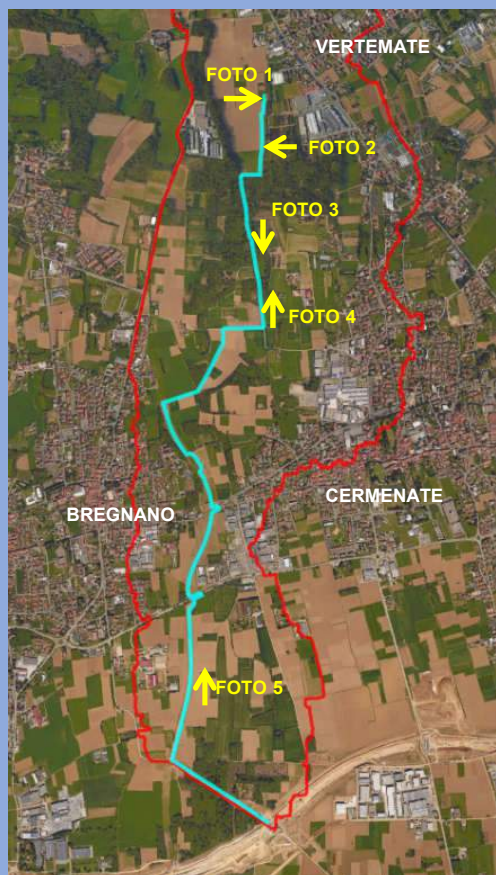 VERTEMATE
FOTO 1
FOTO 2
FOTO 3
FOTO 4
CERMENATE
BREGNANO
FOTO 5